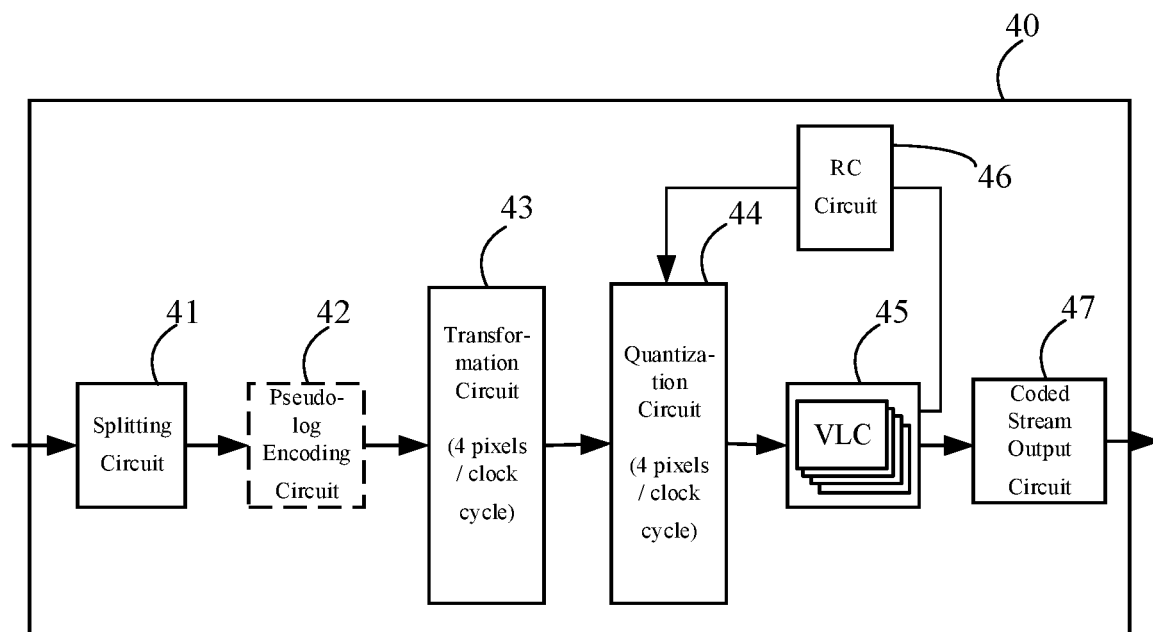 40
RC
Circuit
46
43
44
41
42
45
47
Splitting
Circuit
Pseudo-
log
Encoding
Circuit
Transfor-
mation
Circuit
(4 pixels
/ clock
cycle)
Quantiza-
tion
Circuit
(4 pixels
/ clock
cycle)
VLC
Coded
Stream
Output
Circuit